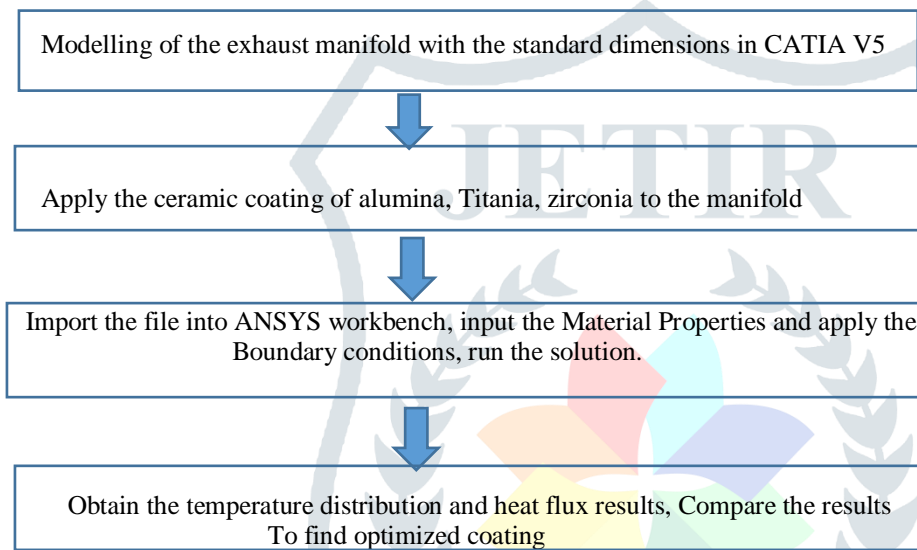 Modelling of the exhaust manifold with the standard dimensions in CATIA V5
JETIR
Apply the ceramic coating of alumina, Titania, zirconia to the manifold
Import the file into ANSYS workbench, input the Material Properties and apply the
Boundary conditions, run the solution.
Obtain the temperature distribution and heat flux results, Compare the results
To find optimized coating